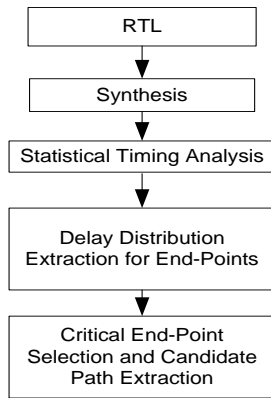 RTL
Synthesis
Statistical Timing Analysis
Delay Distribution
Extraction for End-Points
Critical End-Point
Selection and Candidate
Path Extraction